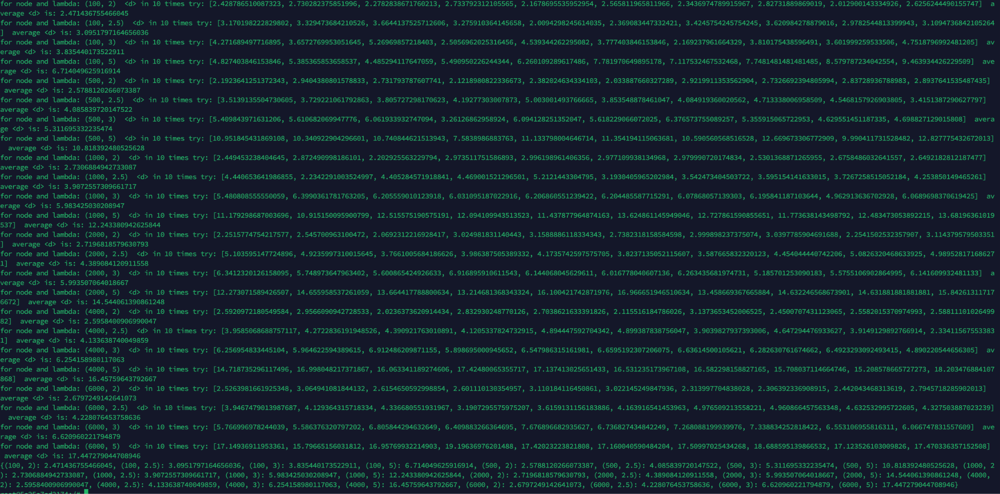 for node and lambda: (100, 2)  <d> in 10 times try: [2.428786510087323, 2.730282375851996, 2.2782838671760213, 2.733792312105565, 2.1678695535952954, 2.565811965811966, 2.3436974789915967, 2.82731889869019, 2.012900143334926, 2.6256244490155747]  a
verage <d> is: 2.471436755466045
for node and lambda: (100, 2.5)  <d> in 10 times try: [3.170198222829802, 3.329473684210526, 3.6644137525712606, 3.275910364145658, 2.0094298245614035, 2.369083447332421, 3.4245754245754245, 3.620984278879016, 2.9782544813399943, 3.1094736842105264
]  average <d> is: 3.0951797164656036
for node and lambda: (100, 3)  <d> in 10 times try: [4.271689497716895, 3.6572769953051645, 5.26969857218403, 2.5056962025316456, 4.539344262295082, 3.777403846153846, 2.169237961664329, 3.810175438596491, 3.601999259533506, 4.7518796992481205]  av
erage <d> is: 3.835440173522911
for node and lambda: (100, 5)  <d> in 10 times try: [4.827403846153846, 5.385365853658537, 4.485294117647059, 5.490950226244344, 6.260109289617486, 7.781970649895178, 7.117532467532468, 7.7481481481481485, 8.579787234042554, 9.463934426229509]  ave
rage <d> is: 6.714049625916914
for node and lambda: (500, 2)  <d> in 10 times try: [2.1923641251372343, 2.9404380801578833, 2.731793787607741, 2.1218980822336673, 2.382024634334103, 2.033887660327289, 2.9219911353562904, 2.7326692394805994, 2.83728936788983, 2.8937641535487435]
 average <d> is: 2.5788120266073387
for node and lambda: (500, 2.5)  <d> in 10 times try: [3.5139135504730605, 3.729221061792863, 3.805727298170623, 4.19277303007873, 5.003001493766665, 3.853548878461047, 4.084919360020562, 4.713338006958509, 4.5468157926903805, 3.4151387290627797]
average <d> is: 4.085839720147522
for node and lambda: (500, 3)  <d> in 10 times try: [5.409843971631206, 5.610682069947776, 6.061933932747094, 3.26126862958924, 6.094128251352047, 5.618229066072025, 6.376573755089257, 5.355915065722953, 4.629551451187335, 4.698827129015808]  avera
ge <d> is: 5.311695332235474
for node and lambda: (500, 5)  <d> in 10 times try: [10.951845431869108, 10.340922904296601, 10.740844621513943, 7.5838986883763, 11.133798004646714, 11.354194115063681, 10.590560568516528, 12.669673306772909, 9.990411731528482, 12.827775432672013]
  average <d> is: 10.818392480525628
for node and lambda: (1000, 2)  <d> in 10 times try: [2.449453238404645, 2.872490998186101, 2.202925563229794, 2.973511751586893, 2.996198961406356, 2.977109938134968, 2.979990720174834, 2.5301368871265955, 2.6758486032641557, 2.6492182812187477]
average <d> is: 2.7306884942733087
for node and lambda: (1000, 2.5)  <d> in 10 times try: [4.440653641986855, 2.2342291003524997, 4.405284571918841, 4.469001521296501, 5.2121443304795, 3.1930405965202984, 3.542473404503722, 3.595154141633015, 3.7267258515052184, 4.253850149465261]
average <d> is: 3.9072557309661717
for node and lambda: (1000, 3)  <d> in 10 times try: [5.480808555550059, 6.3990361781763205, 6.205559010123918, 6.031095187022916, 6.206860551239422, 6.204485587715291, 6.07868057139303, 6.195841187103644, 4.962913636702928, 6.0689698370619425]  av
erage <d> is: 5.983425030208947
for node and lambda: (1000, 5)  <d> in 10 times try: [11.179298687003696, 10.915150095900799, 12.515575190575191, 12.094109943513523, 11.437877964874163, 13.624861145949046, 12.727861590855651, 11.773638143498792, 12.483473053892215, 13.68196361019
537]  average <d> is: 12.243380942625844
for node and lambda: (2000, 2)  <d> in 10 times try: [2.2515774754217577, 2.545700963100472, 2.0692312216928417, 3.024981831140443, 3.1588886118334343, 2.7382318158584598, 2.999898237375074, 3.0397785904691688, 2.2541502532357907, 3.114379579503351
]  average <d> is: 2.7196818579630793
for node and lambda: (2000, 2.5)  <d> in 10 times try: [5.103595147724896, 4.9235997310015645, 3.7661005684186626, 3.986387505389332, 4.1735742597575705, 3.8237135052115607, 3.587665832320123, 4.454044440742206, 5.0826320468633925, 4.98952817168627
1]  average <d> is: 4.389084120911558
for node and lambda: (2000, 3)  <d> in 10 times try: [6.3412320126158095, 5.748973647963402, 5.600865424926633, 6.916895910611543, 6.144068045629611, 6.016778040607136, 6.263435681974731, 5.185701253090183, 5.5755106902864995, 6.141609932481133]  a
verage <d> is: 5.993507064018667
for node and lambda: (2000, 5)  <d> in 10 times try: [12.273071589426507, 14.655958537261059, 13.664417788800634, 13.214681368343324, 16.100421742871976, 16.966651946510634, 13.458669367665884, 14.632246568673901, 14.631881881881881, 15.84261311717
6672]  average <d> is: 14.544061390861248
for node and lambda: (4000, 2)  <d> in 10 times try: [2.5920972180549584, 2.9566090942728533, 2.0236373620914434, 2.832930248770126, 2.7038621633391826, 2.115516184786026, 3.1373653452006525, 2.4500707431123065, 2.5582015370974993, 2.58811101026499
82]  average <d> is: 2.5958400906990047
for node and lambda: (4000, 2.5)  <d> in 10 times try: [3.9585068688757117, 4.2722836191948526, 4.390921763010891, 4.1205337824732915, 4.894447592704342, 4.899387838756047, 3.9039827937393006, 4.647294476933627, 3.9149129892766914, 2.33411567553383
1]  average <d> is: 4.133638740049859
for node and lambda: (4000, 3)  <d> in 10 times try: [6.256954833445104, 5.964622594389615, 6.912486209871155, 5.898695000945652, 6.547986315161981, 6.6595192307206075, 6.63614500105621, 6.282630761674662, 6.4923293092493415, 4.890220544656305]  av
erage <d> is: 6.254158980117063
for node and lambda: (4000, 5)  <d> in 10 times try: [14.718735296117496, 16.998048217371867, 16.063341189274606, 17.42480065355717, 17.137413025651433, 16.531235173967108, 16.582298158827165, 15.708037114664746, 15.208578665727273, 18.203476884107
868]  average <d> is: 16.45759643792667
for node and lambda: (6000, 2)  <d> in 10 times try: [2.5263981661925348, 3.064941081844132, 2.6154650592998854, 2.601110130354957, 3.110184116450861, 3.022145249847936, 2.313997704838028, 2.306392336908915, 2.442043468313619, 2.7945718285902013]
average <d> is: 2.6797249142641073
for node and lambda: (6000, 2.5)  <d> in 10 times try: [3.9467479013987687, 4.129364315718334, 4.336680551931967, 3.1907295575975207, 3.6159131156183886, 4.163916541453963, 4.976509213558221, 4.960866457563348, 4.632532995722605, 4.327503887023239]
  average <d> is: 4.228076453758636
for node and lambda: (6000, 3)  <d> in 10 times try: [5.766996978244039, 5.586376320797202, 6.805844294632649, 6.409883266364695, 7.676896682935627, 6.736827434842249, 7.268088199939976, 7.338834252818422, 6.553106955816311, 6.066747831557609]  ave
rage <d> is: 6.620960221794879
for node and lambda: (6000, 5)  <d> in 10 times try: [17.14936911953361, 15.79665156031812, 16.95769932214903, 19.19636976201488, 17.42023223821808, 17.160040590484204, 17.50997025434268, 18.688595139866532, 17.123526103009826, 17.470336357152508]
 average <d> is: 17.447279044708946
{(100, 2): 2.471436755466045, (100, 2.5): 3.0951797164656036, (100, 3): 3.835440173522911, (100, 5): 6.714049625916914, (500, 2): 2.5788120266073387, (500, 2.5): 4.085839720147522, (500, 3): 5.311695332235474, (500, 5): 10.818392480525628, (1000, 2
): 2.7306884942733087, (1000, 2.5): 3.9072557309661717, (1000, 3): 5.983425030208947, (1000, 5): 12.243380942625844, (2000, 2): 2.7196818579630793, (2000, 2.5): 4.389084120911558, (2000, 3): 5.993507064018667, (2000, 5): 14.544061390861248, (4000,
2): 2.5958400906990047, (4000, 2.5): 4.133638740049859, (4000, 3): 6.254158980117063, (4000, 5): 16.45759643792667, (6000, 2): 2.6797249142641073, (6000, 2.5): 4.228076453758636, (6000, 3): 6.620960221794879, (6000, 5): 17.447279044708946}